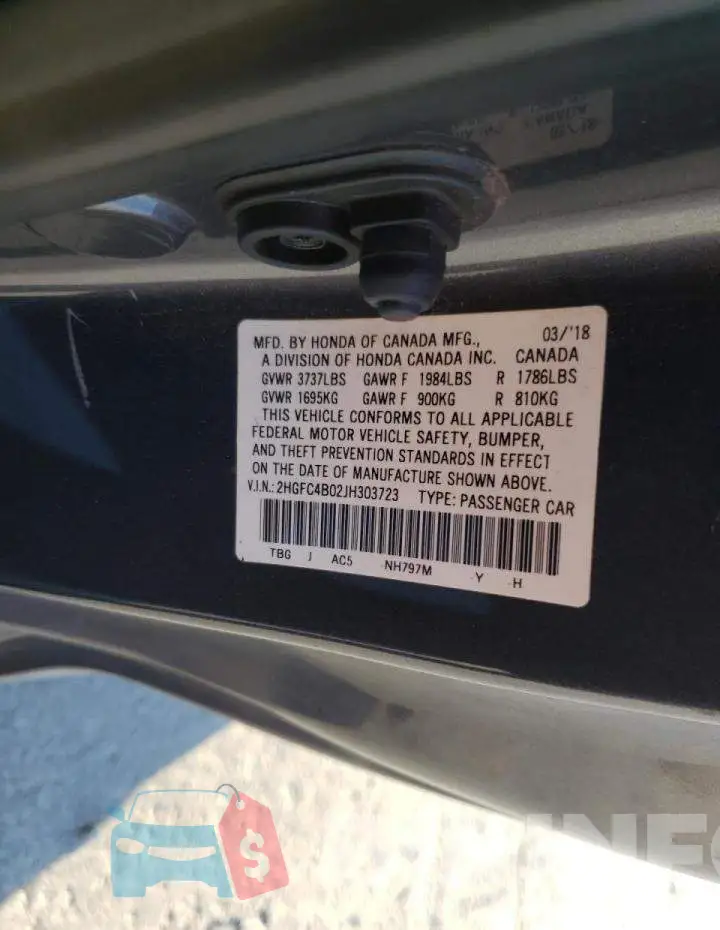 MFD. BY HONDA OF CANADA MFG., 03/'18
A DIVISION OF HONDA CANADA INC. CANADA
GVWR 3737LBS GAWR F 1984LBS R 1786LBS
GVWR 1695KG GAWR F 900KG R 810KG
THIS VEHICLE CONFORMS TO ALL APPLICABLE
FEDERAL MOTOR VEHICLE SAFETY, BUMPER,
AND THEFT PREVENTION STANDARDS IN EFFECT
ON THE DATE OF MANUFACTURE SHOWN ABOVE.
V.I.N.: 2HGFC4B02JH303723 TYPE: PASSENGER CAR
TBG J AC5 NH797M Y H
$